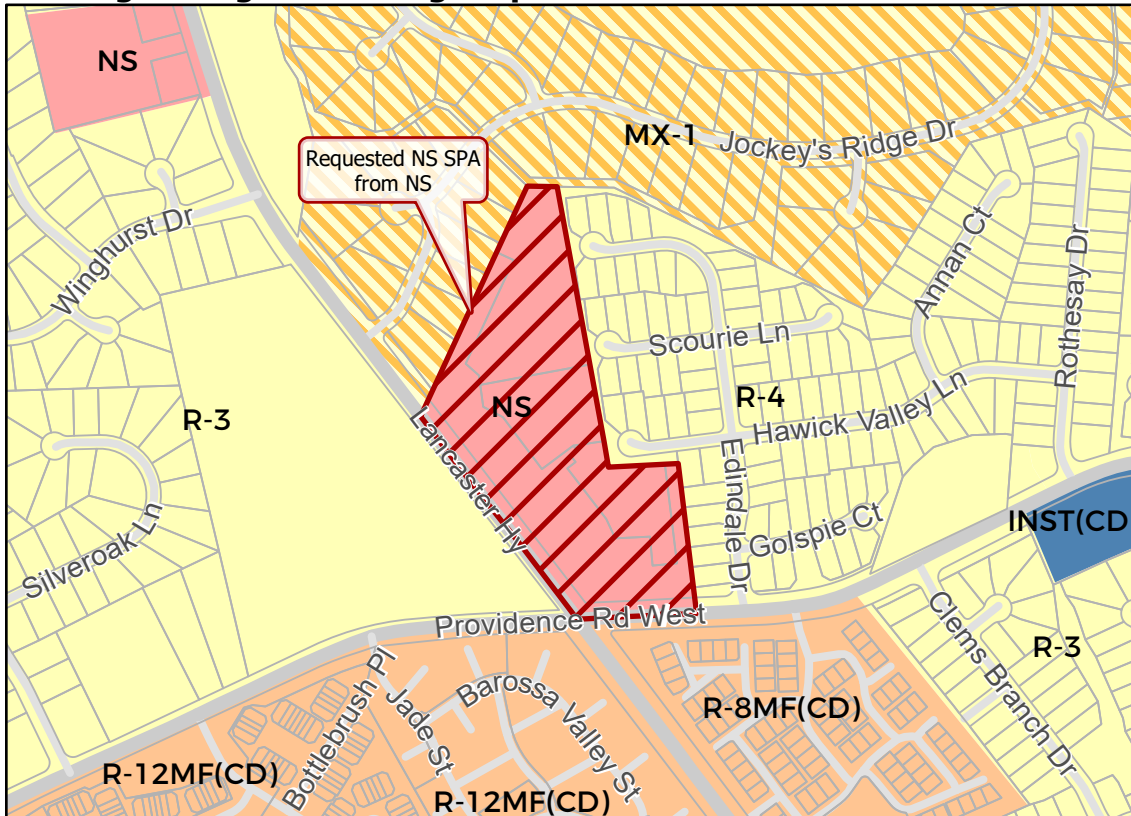 NS
MX-1
Jockey's Ridge Dr
Requested NS SPA
from NS
Winghurst Dr
Annan Ct
Rothesay Dr
Scourie Ln
R-3
NS
R-4
Hawick Valley Ln
Lancaster Hy
Edindale Dr
Golspie Ct
INST(CD
Silveroak Ln
Providence Rd West
Clems Branch Dr
R-3
Bottlebrush Pl
Jade St
Barossa Valley St
R-8MF(CD)
R-12MF(CD)
R-12MF(CD)